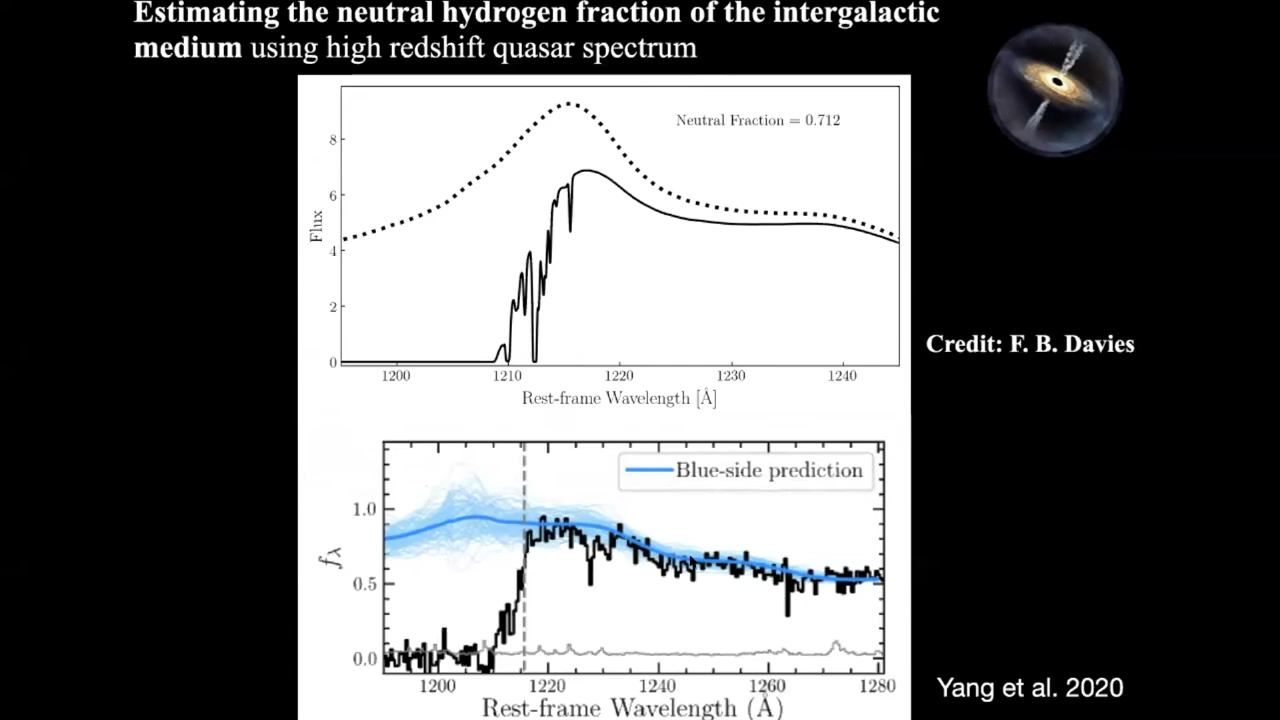 Estimating the neutral hydrogen fraction of the intergalactic
medium using high redshift quasar spectrum
Neutral Fraction = 0.712
8
6
4
2
0
Flux
1200 1210 1220 1230 1240
Rest-frame Wavelength [Å]
Credit: F. B. Davies
Blue-side prediction
1.0
0.5
0.0
fλ
1200 1220 1240 1260 1280
Rest-frame Wavelength (Å)
Yang et al. 2020